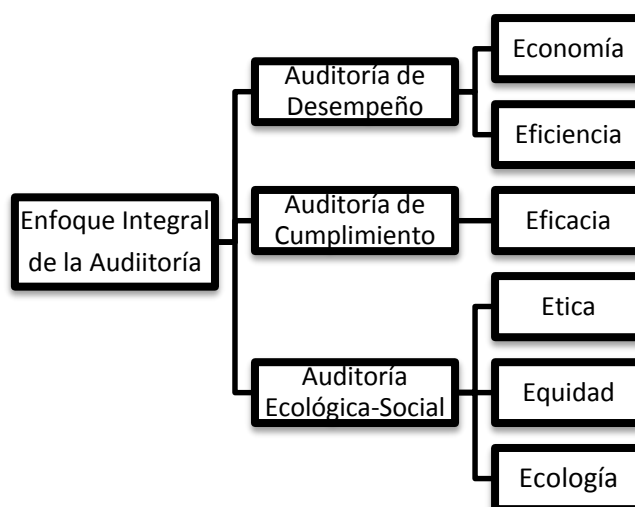 Enfoque Integral
de la Audiitoría
Auditoría de
Desempeño
Economía
Eficiencia
Auditoría de
Cumplimiento
Eficacia
Auditoría
Ecológica-Social
Etica
Equidad
Ecología